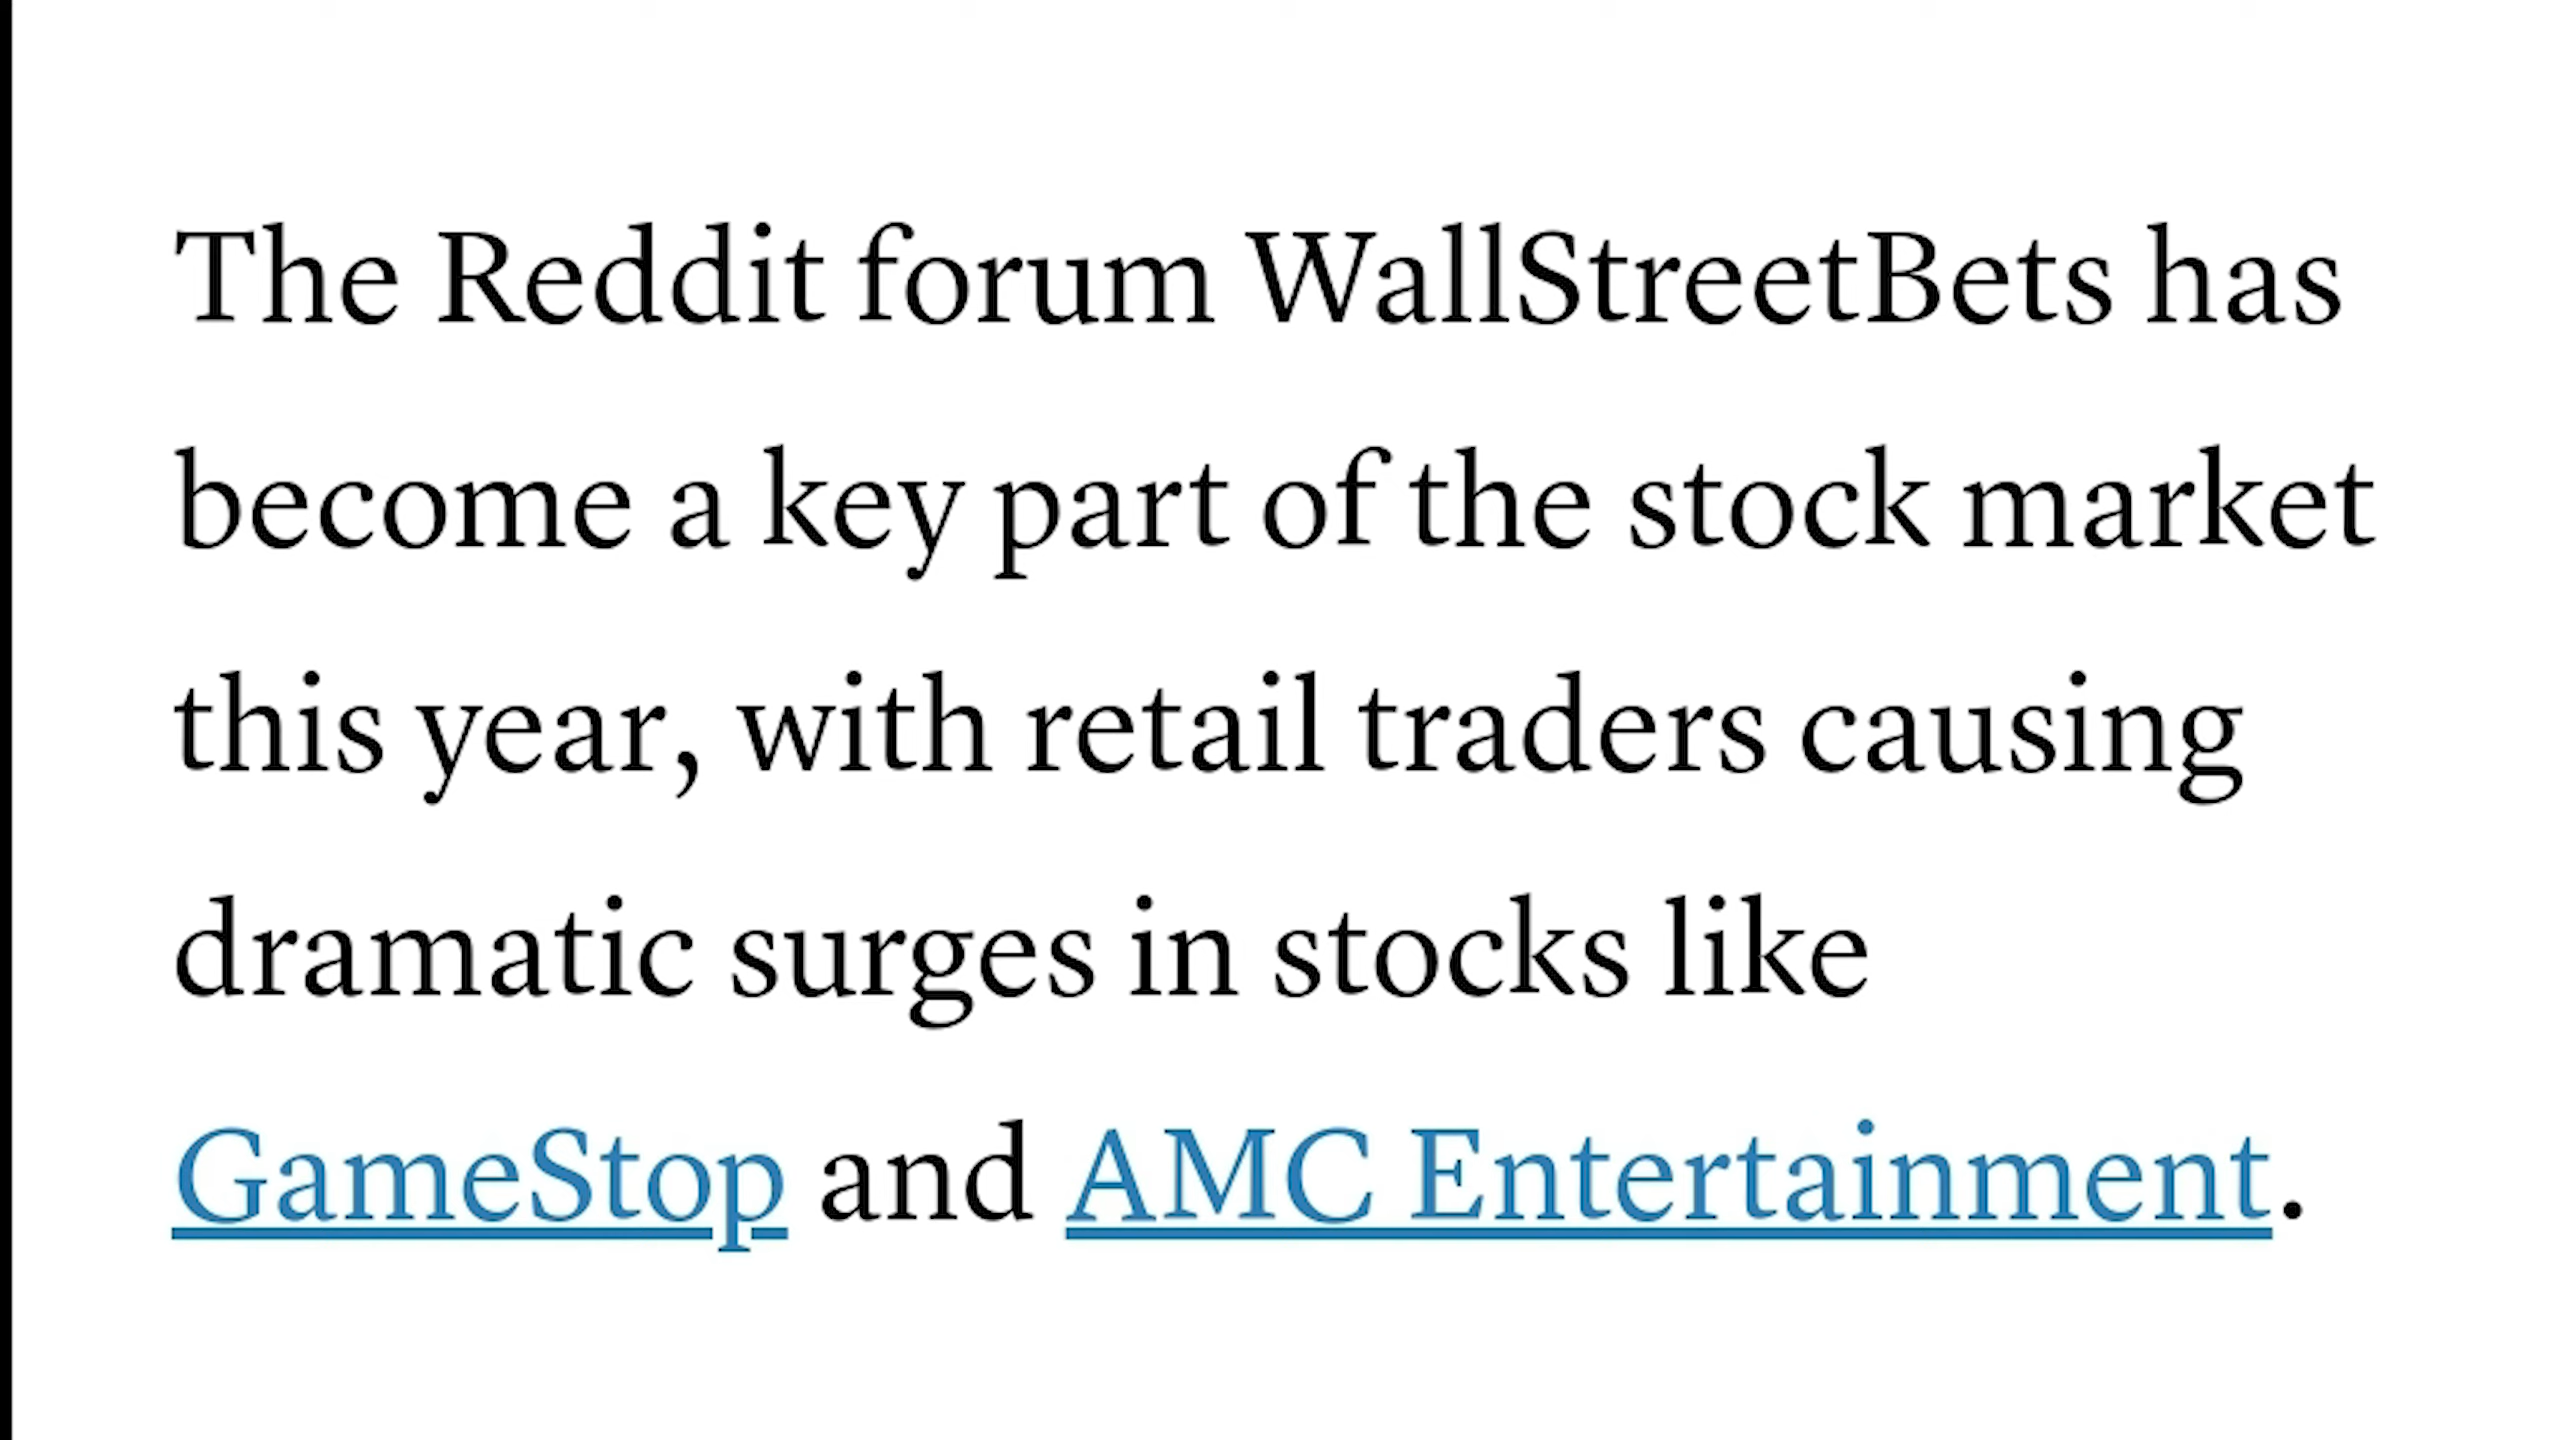 The Reddit forum WallStreetBets has
become a key part of the stock market
this year, with retail traders causing
dramatic surges in stocks like
GameStop and AMC Entertainment.